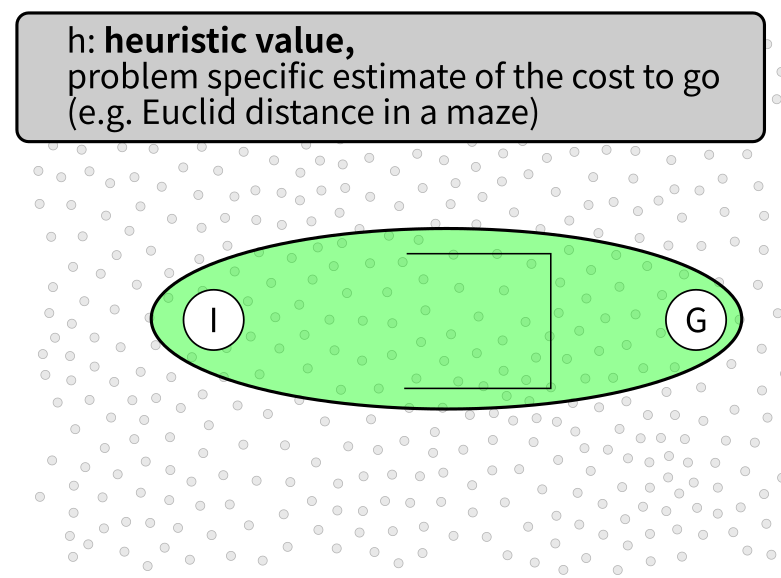 h: heuristic value,
problem specific estimate of the cost to go
(e.g. Euclid distance in a maze)
I G